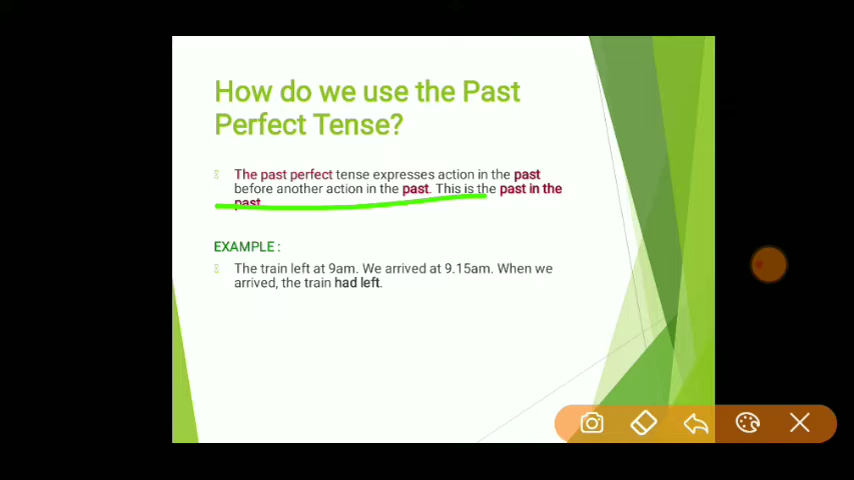 How do we use the Past
Perfect Tense?
The past perfect tense expresses action in the past
before another action in the past. This is the past in the
past.
EXAMPLE :
The train left at 9am. We arrived at 9.15am. When we
arrived, the train had left.